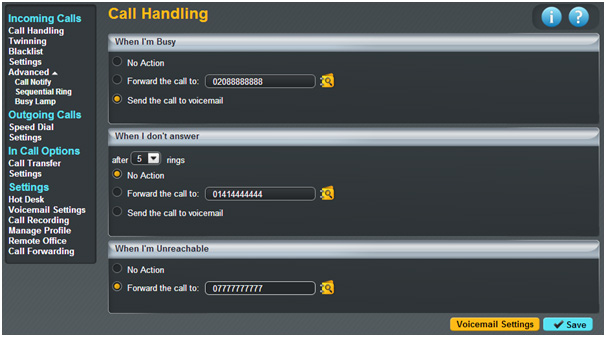 Incoming Calls
Call Handling
Twinning
Blacklist
Settings
Advanced
Call Notify
Sequential Ring
Busy Lamp
Outgoing Calls
Speed Dial
Settings
In Call Options
Call Transfer
Settings
Settings
Hot Desk
Voicemail Settings
Call Recording
Manage Profile
Remote Office
Call Forwarding
Call Handling
i ?
When I'm Busy
No Action
Forward the call to: 02088888888
Send the call to voicemail
When I don't answer
after 5 rings
No Action
Forward the call to: 01414444444
Send the call to voicemail
When I'm Unreachable
No Action
Forward the call to: 07777777777
Voicemail Settings Save